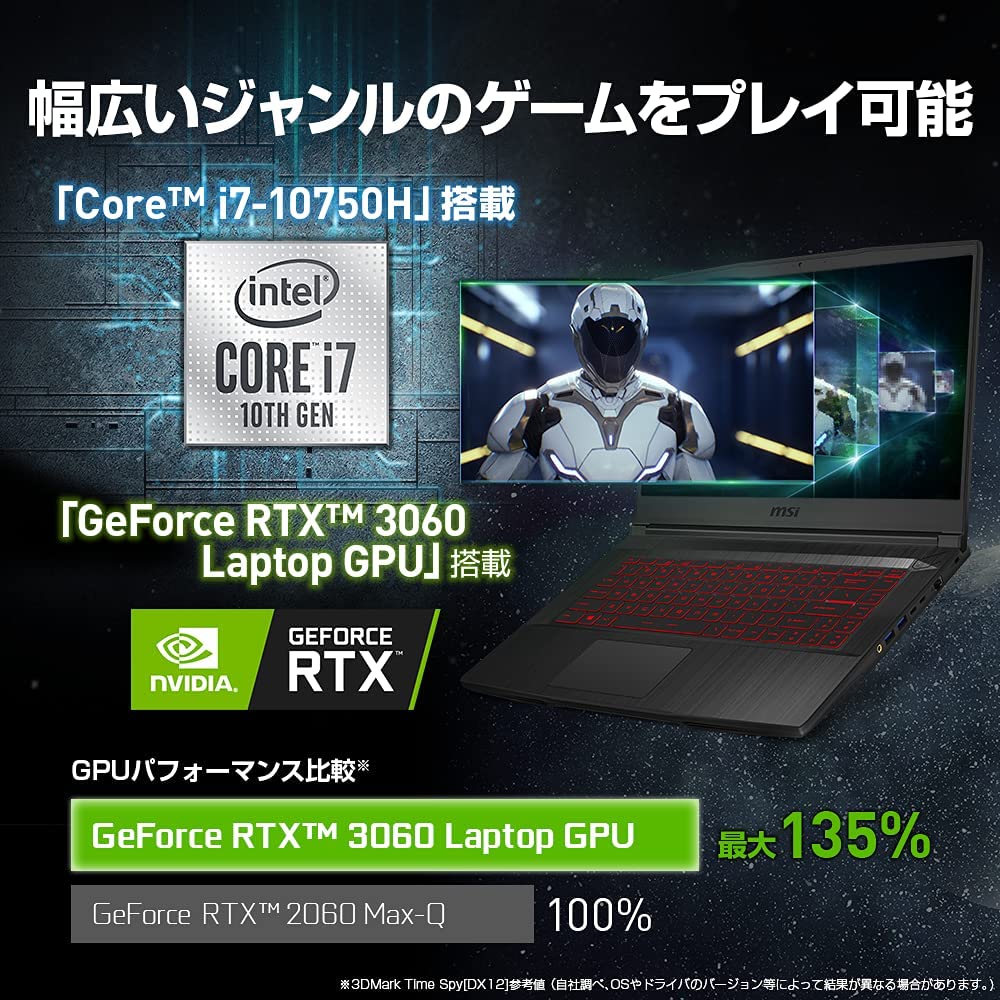 幅広いジャンルのゲームをプレイ可能
「Core™ i7-10750H」搭載
intel®
CORE™ i7
10TH GEN
「GeForce RTX™ 3060
Laptop GPU」搭載
NVIDIA.
GEFORCE
RTX™
msi
GPUパフォーマンス比較※
GeForce RTX™ 3060 Laptop GPU
最大135%
GeForce RTX™ 2060 Max-Q
100%
※3DMark Time Spy[DX12]参考値（自社調べ、OSやドライバのバージョン等によって結果が異なる場合があります。)